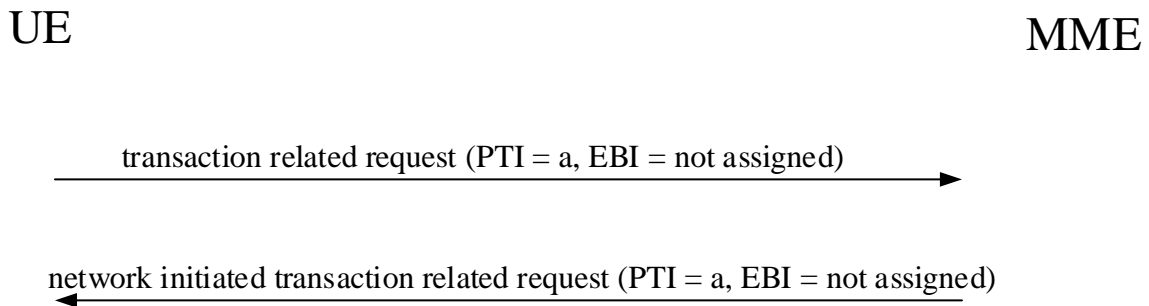 UE
MME
transaction related request (PTI = a, EBI = not assigned)
network initiated transaction related request (PTI = a, EBI = not assigned)